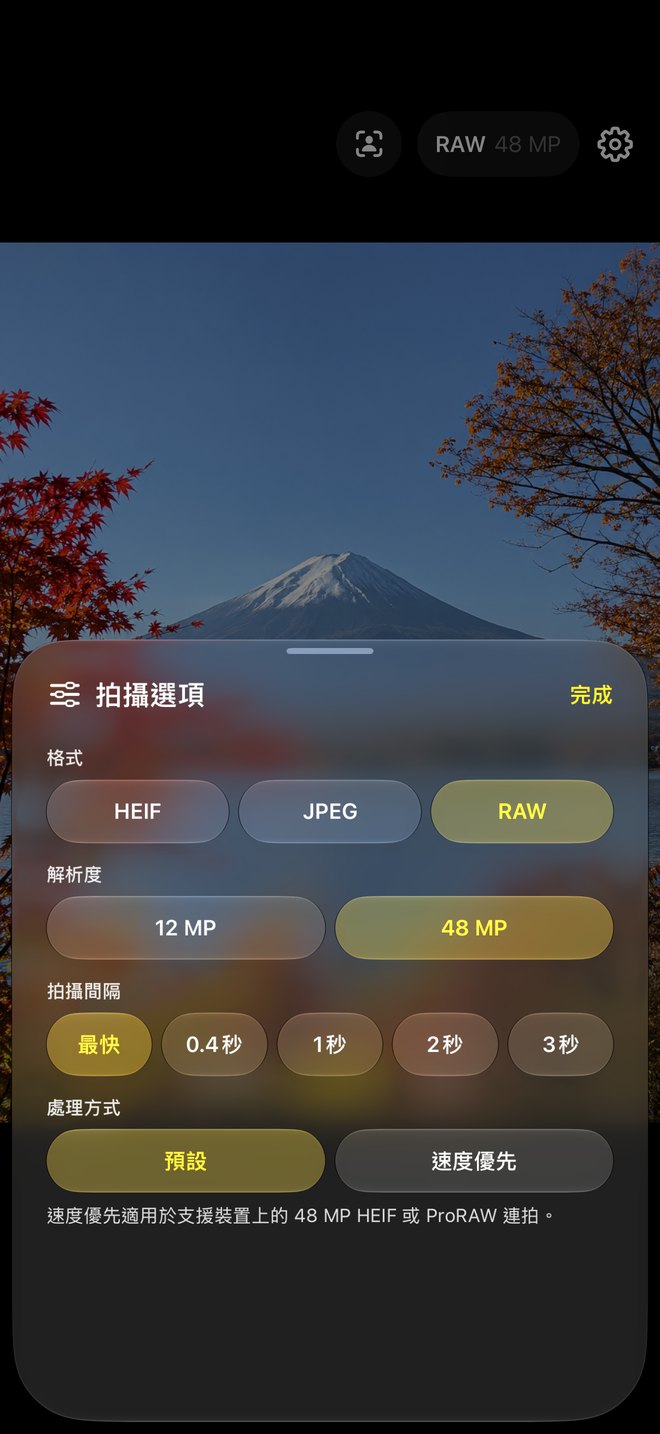 RAW 48 MP
拍攝選項 完成
格式
HEIF JPEG RAW
解析度
12 MP 48 MP
拍攝間隔
最快 0.4秒 1秒 2秒 3秒
處理方式
預設 速度優先
速度優先適用於支援裝置上的 48 MP HEIF 或 ProRAW 連拍。